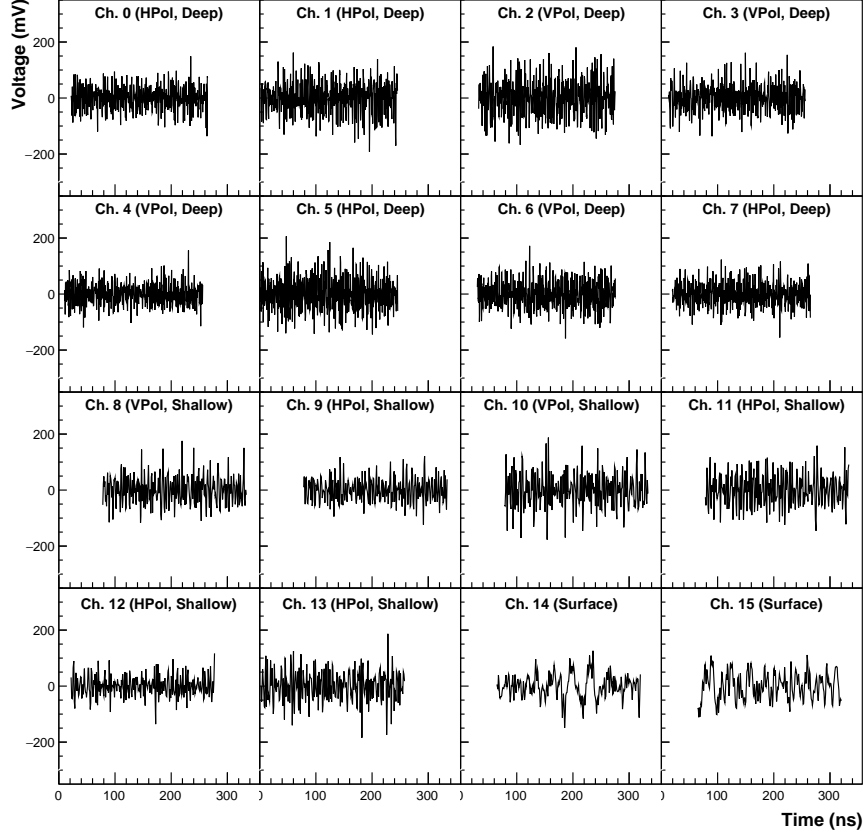 Voltage (mV)
Ch. 0 (HPol, Deep) Ch. 1 (HPol, Deep) Ch. 2 (VPol, Deep) Ch. 3 (VPol, Deep)
200
0
−200
Ch. 4 (VPol, Deep) Ch. 5 (HPol, Deep) Ch. 6 (VPol, Deep) Ch. 7 (HPol, Deep)
200
0
−200
Ch. 8 (VPol, Shallow) Ch. 9 (HPol, Shallow) Ch. 10 (VPol, Shallow) Ch. 11 (HPol, Shallow)
200
0
−200
Ch. 12 (HPol, Shallow) Ch. 13 (HPol, Shallow) Ch. 14 (Surface) Ch. 15 (Surface)
200
0
−200
0 100 200 300 100 200 300 100 200 300 100 200 300
Time (ns)